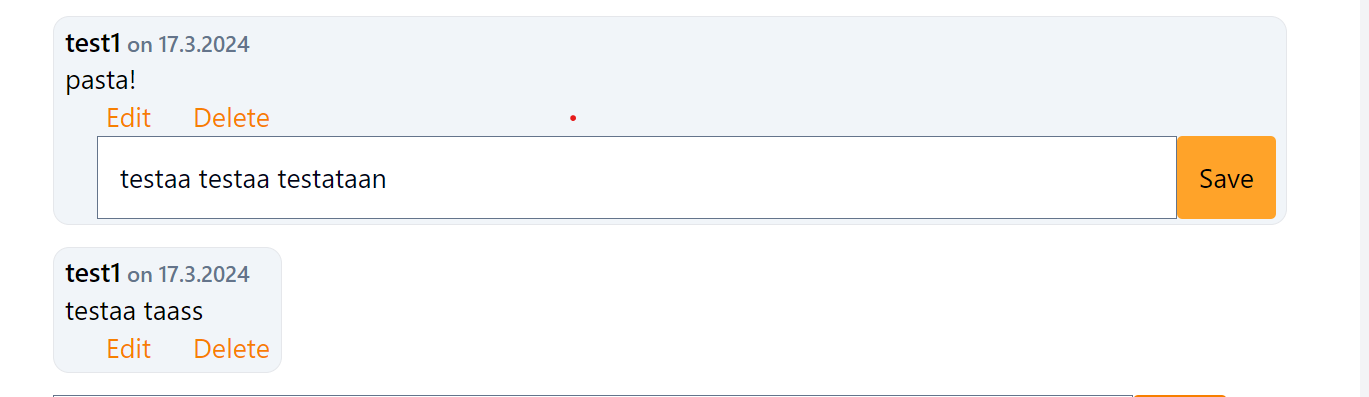 test1 on 17.3.2024
pasta!
Edit Delete
testaa testaa testataan Save
test1 on 17.3.2024
testaa taass
Edit Delete